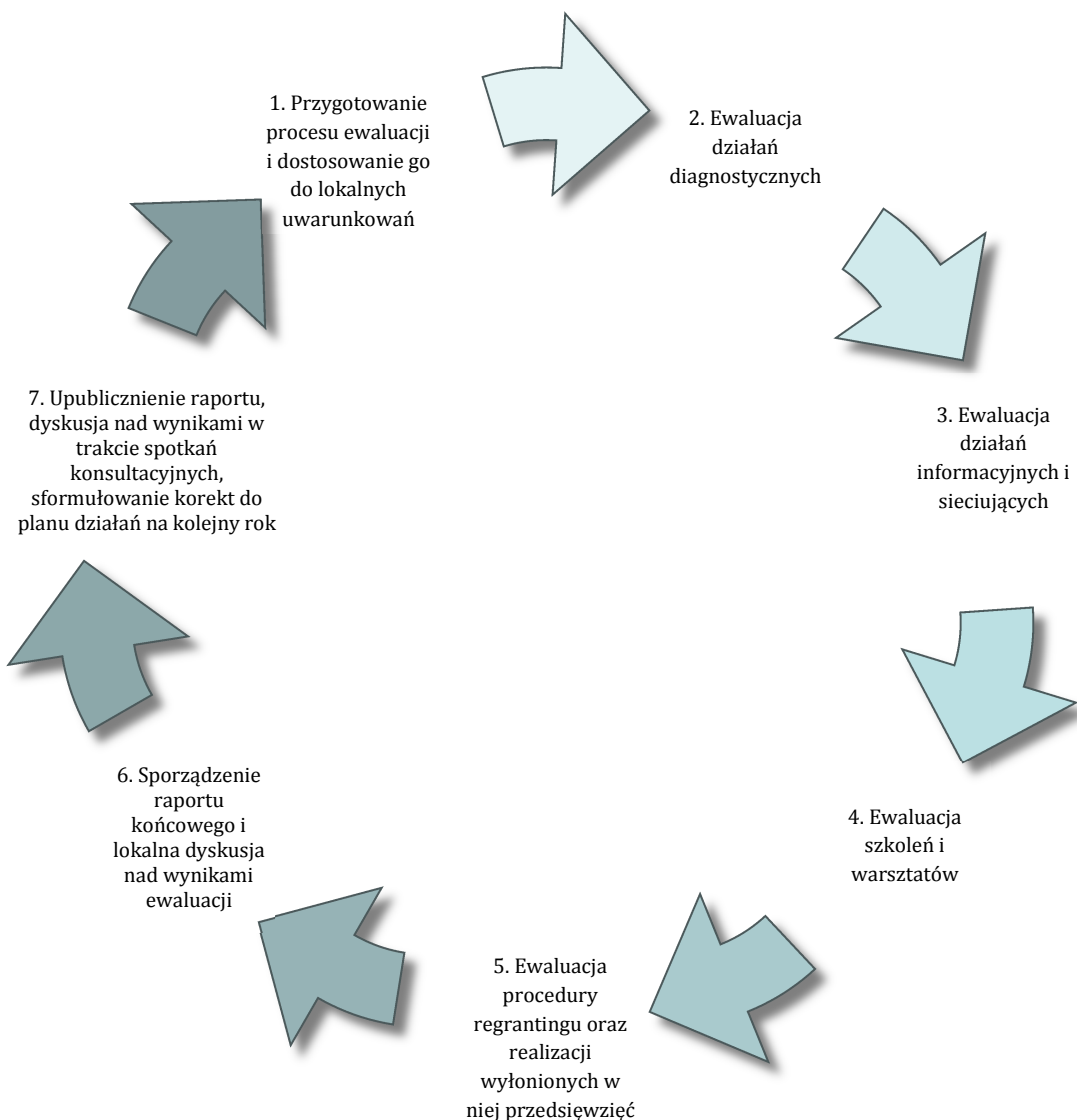 1. Przygotowanie
procesu ewaluacji
i dostosowanie go
do lokalnych
uwarunkowań
2. Ewaluacja
działań
diagnostycznych
3. Ewaluacja
działań
informacyjnych i
sieciujących
4. Ewaluacja
szkoleń i
warsztatów
5. Ewaluacja
procedury
regrantingu oraz
realizacji
wyłonionych w
niej przedsięwzięć
6. Sporządzenie
raportu
końcowego i
lokalna dyskusja
nad wynikami
ewaluacji
7. Upublicznienie raportu,
dyskusja nad wynikami w
trakcie spotkań
konsultacyjnych,
sformułowanie korekt do
planu działań na kolejny rok